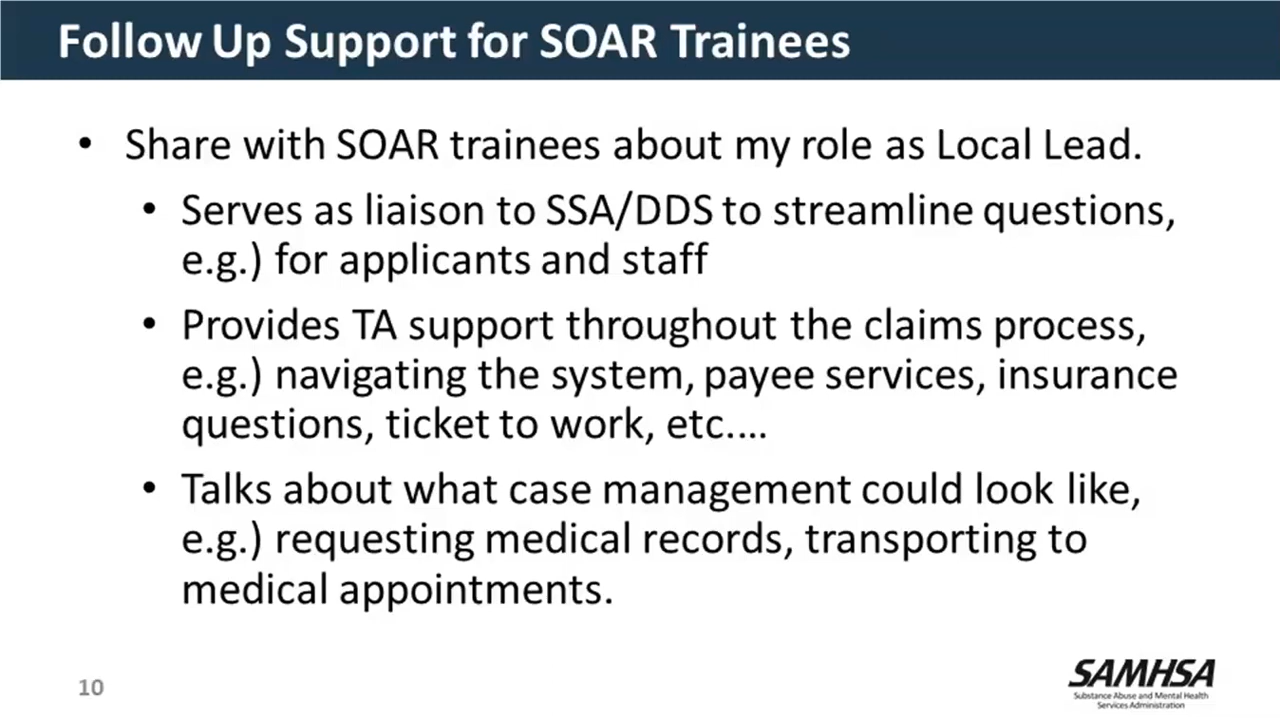 Follow Up Support for SOAR Trainees
• Share with SOAR trainees about my role as Local Lead.
• Serves as liaison to SSA/DDS to streamline questions,
e.g.) for applicants and staff
• Provides TA support throughout the claims process,
e.g.) navigating the system, payee services, insurance
questions, ticket to work, etc....
• Talks about what case management could look like,
e.g.) requesting medical records, transporting to
medical appointments.
10
SAMHSA
Substance Abuse and Mental Health
Services Administration